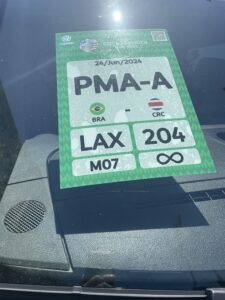 24/Jun/2024
PMA-A
BRA - CRC
LAX 204
M07 ∞